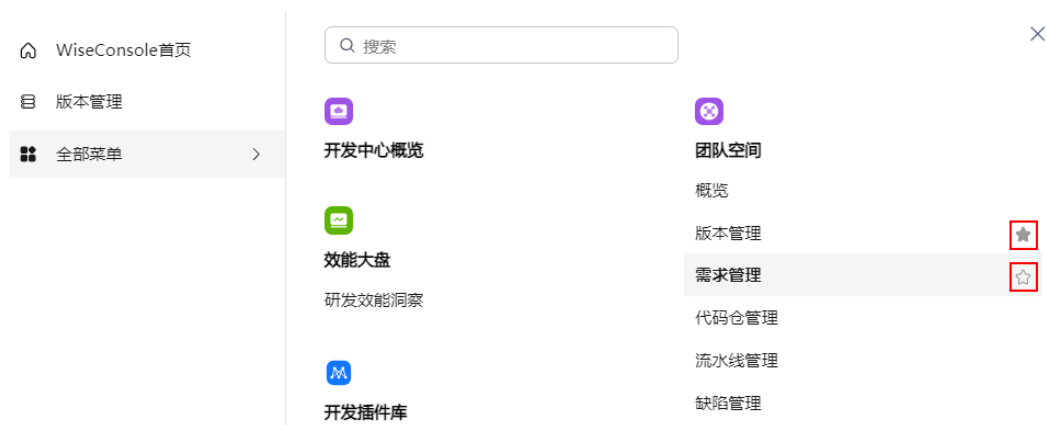 WiseConsole首页
版本管理
全部菜单
搜索
开发中心概览
效能大盘
研发效能洞察
开发插件库
团队空间
概览
版本管理
需求管理
代码仓管理
流水线管理
缺陷管理